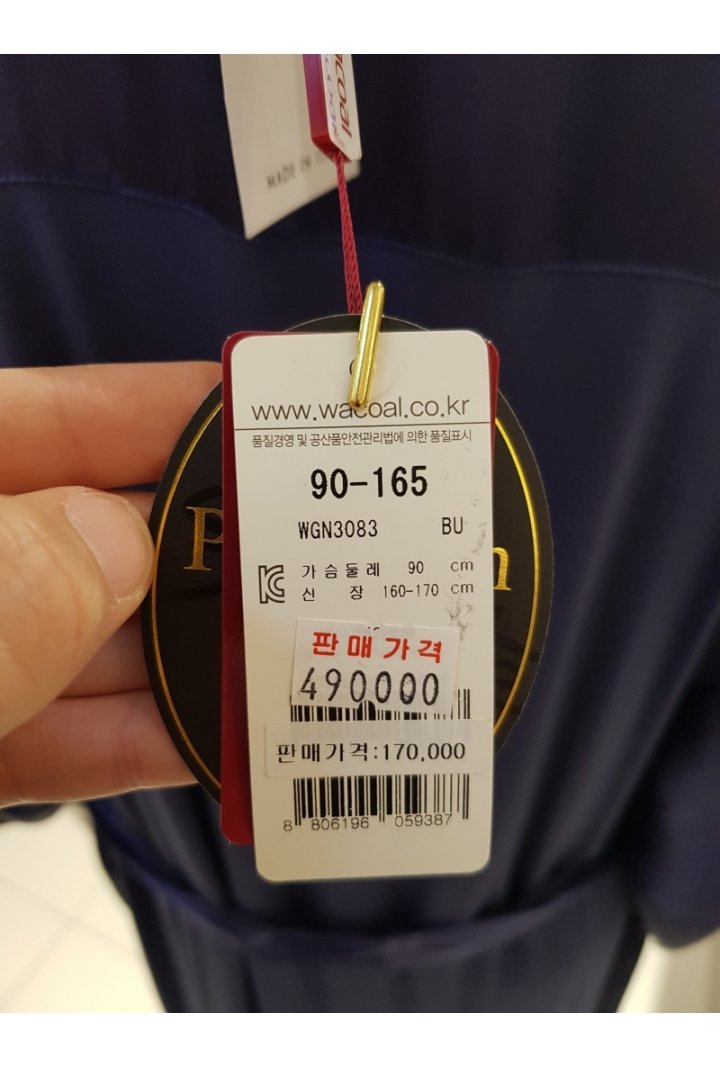 MADE IN
www.wacoal.co.kr
품질경영 및 공산품안전관리법에 의한 품질표시
90-165
WGN3083 BU
가슴둘레 90 cm
신 장 160-170 cm
판매가격
490000
판매가격:170,000
8 806196 059387